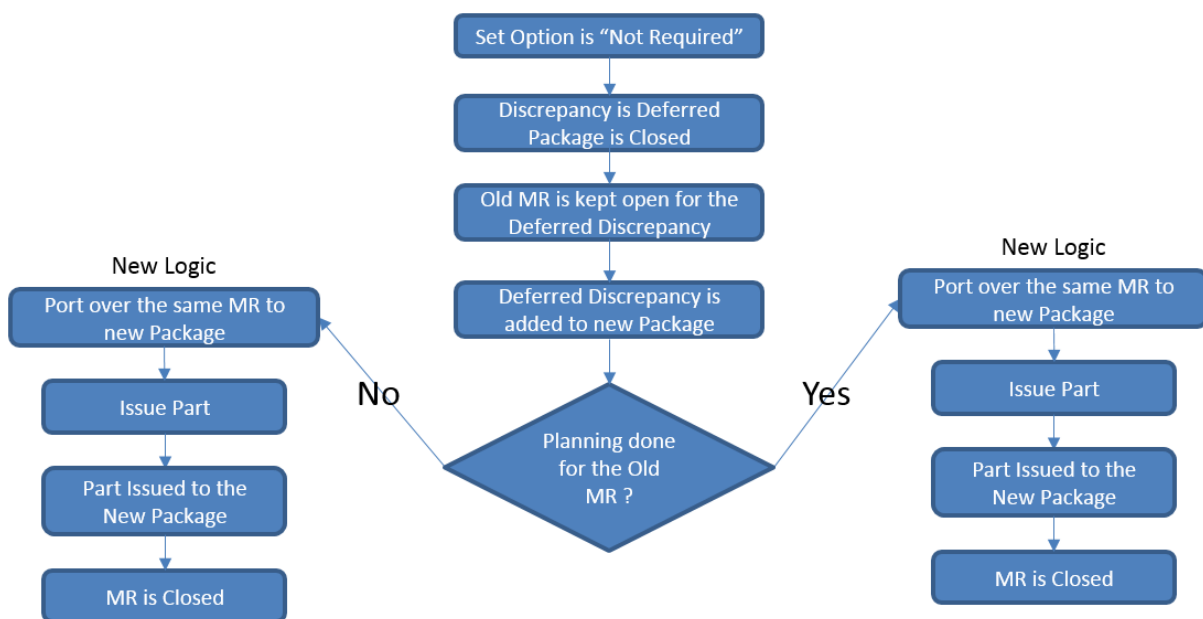 Set Option is “Not Required”
Discrepancy is Deferred
Package is Closed
Old MR is kept open for the
Deferred Discrepancy
Deferred Discrepancy is
added to new Package
Planning done
for the Old
MR ?
No
New Logic
Port over the same MR to
new Package
Issue Part
Part Issued to the
New Package
MR is Closed
Yes
New Logic
Port over the same MR to
new Package
Issue Part
Part Issued to the
New Package
MR is Closed